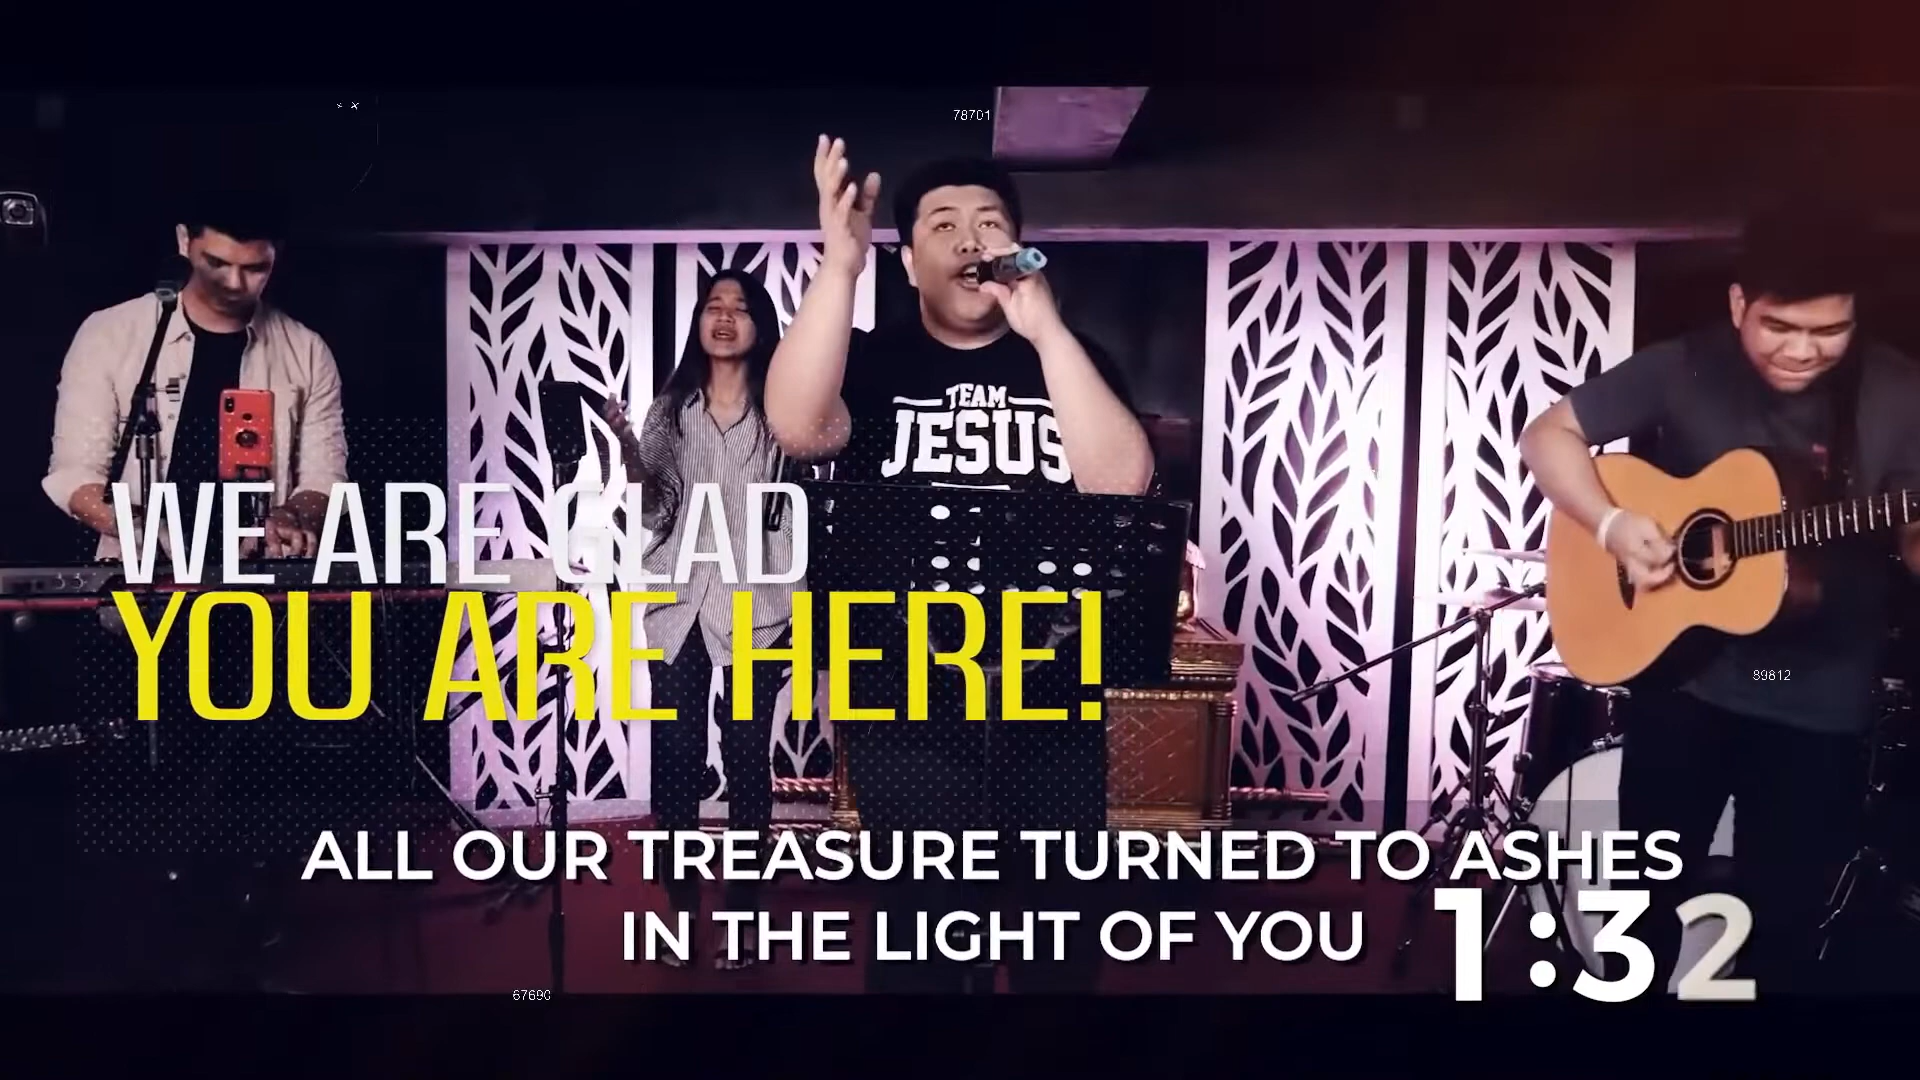 78701
TEAM
JESUS
WE ARE GLAD
YOU ARE HERE!
89812
ALL OUR TREASURE TURNED TO ASHES
IN THE LIGHT OF YOU
1:32
67690